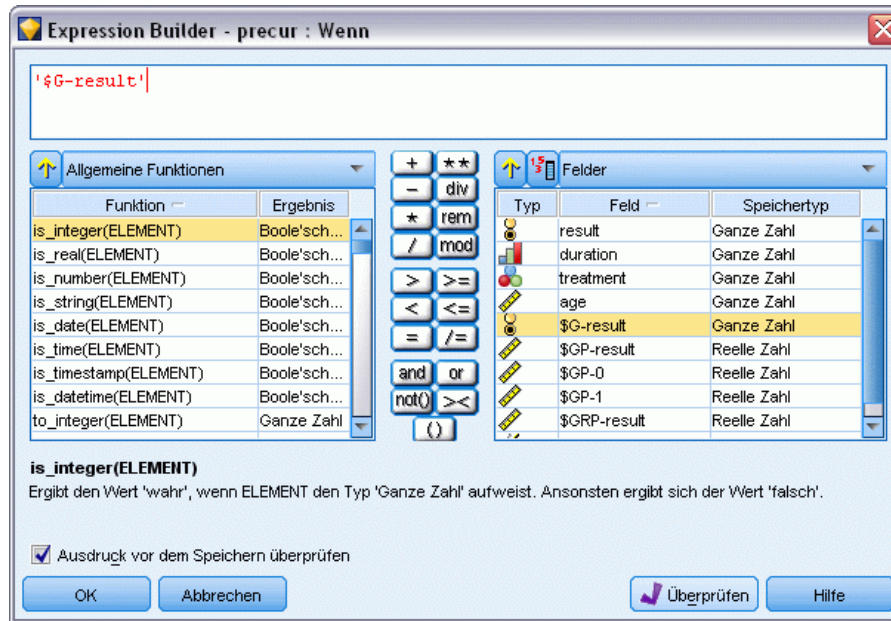 Expression Builder - precur : Wenn
'$G-result'
Allgemeine Funktionen
Funktion Ergebnis
is_integer(ELEMENT) Boole'sch...
is_real(ELEMENT) Boole'sch...
is_number(ELEMENT) Boole'sch...
is_string(ELEMENT) Boole'sch...
is_date(ELEMENT) Boole'sch...
is_time(ELEMENT) Boole'sch...
is_timestamp(ELEMENT) Boole'sch...
is_datetime(ELEMENT) Boole'sch...
to_integer(ELEMENT) Ganze Zahl
+ **
- div
* rem
/ mod
> >=
< <=
= /=
and or
not() ><
()
Felder
Typ Feld Speichertyp
result Ganze Zahl
duration Ganze Zahl
treatment Ganze Zahl
age Ganze Zahl
$G-result Ganze Zahl
$GP-result Reelle Zahl
$GP-0 Reelle Zahl
$GP-1 Reelle Zahl
$GRP-result Reelle Zahl
is_integer(ELEMENT)
Ergibt den Wert 'wahr', wenn ELEMENT den Typ 'Ganze Zahl' aufweist. Ansonsten ergibt sich der Wert 'falsch'.
Ausdruck vor dem Speichern überprüfen
OK Abbrechen Überprüfen Hilfe